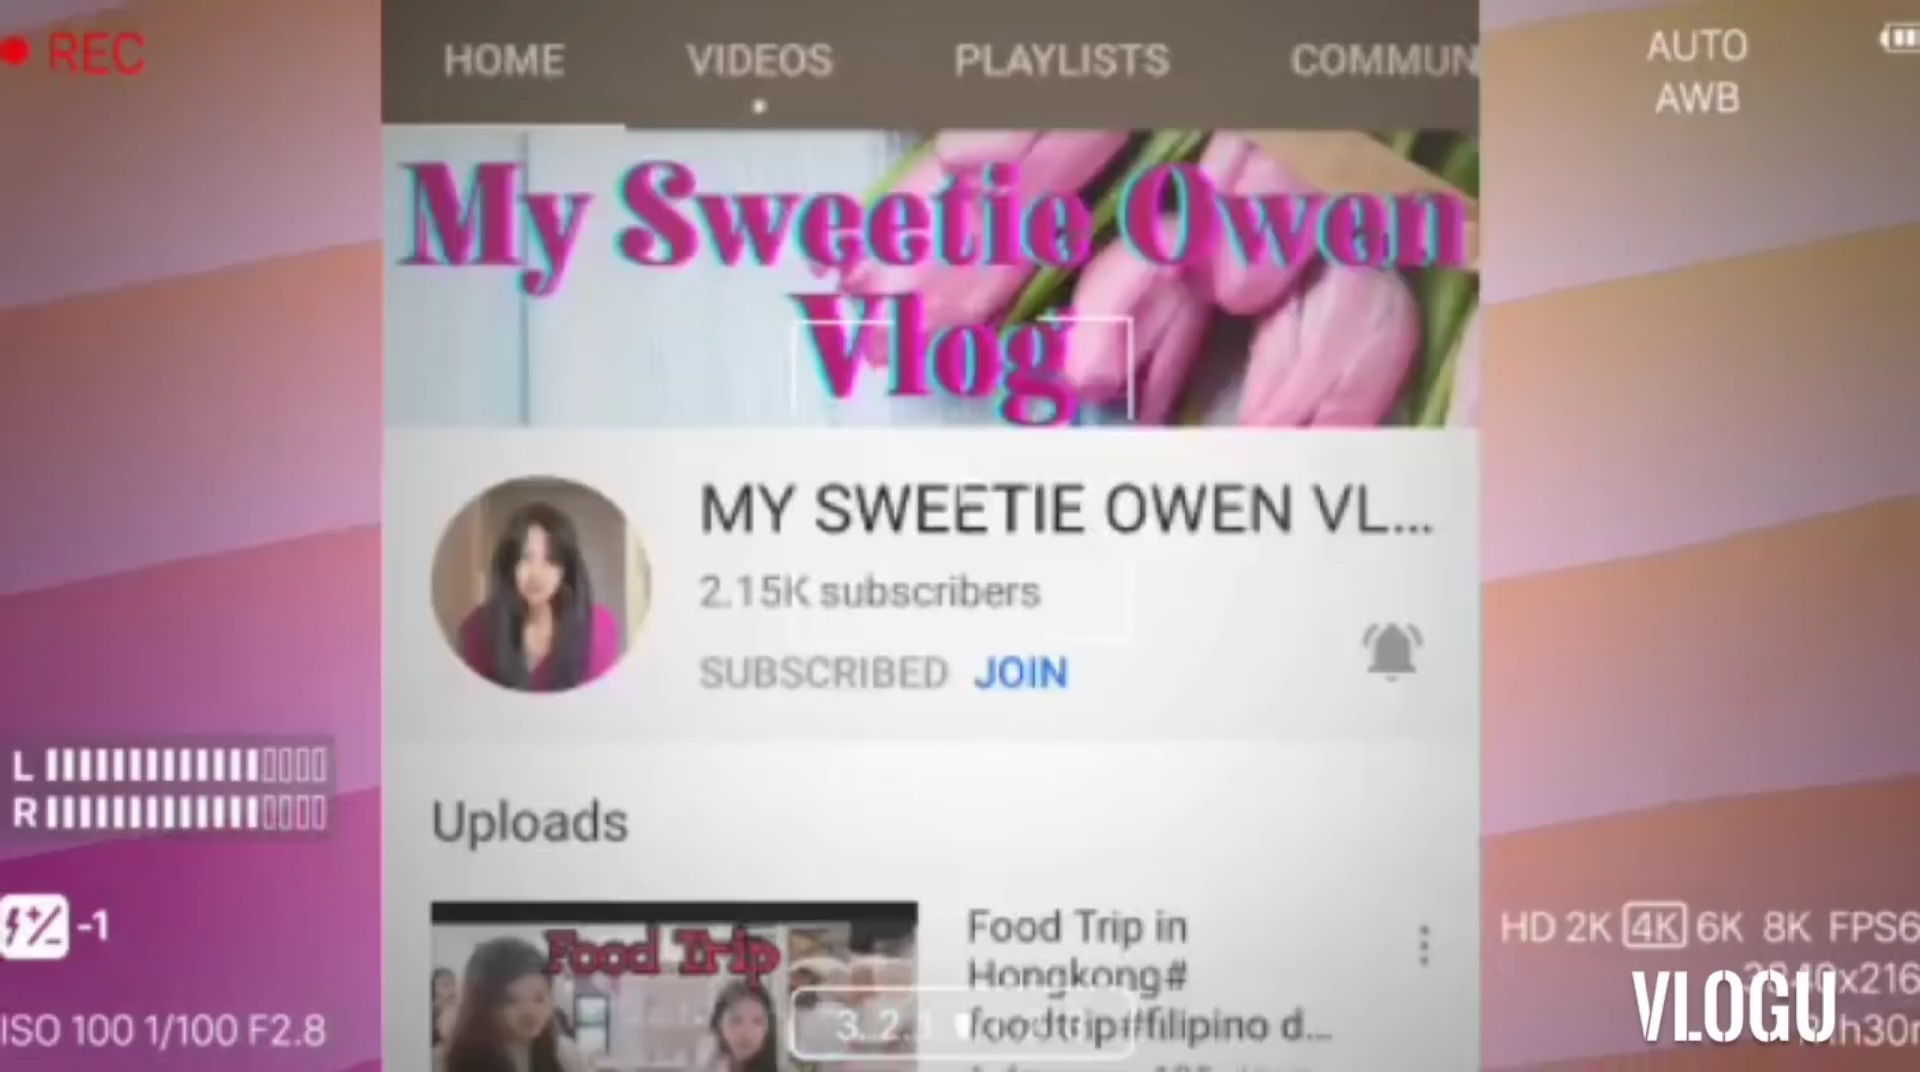 REC
HOME VIDEOS PLAYLISTS COMMUN
AUTO
AWB
My Sweetie Owen
Vlog
MY SWEETIE OWEN VL...
2.15K subscribers
SUBSCRIBED JOIN
L
R
Uploads
-1
Food Trip
Food Trip in
Hongkong#
foodtrip#filipino d...
HD 2K 4K 6K 8K FPS6
ISO 100 1/100 F2.8
VLOGU